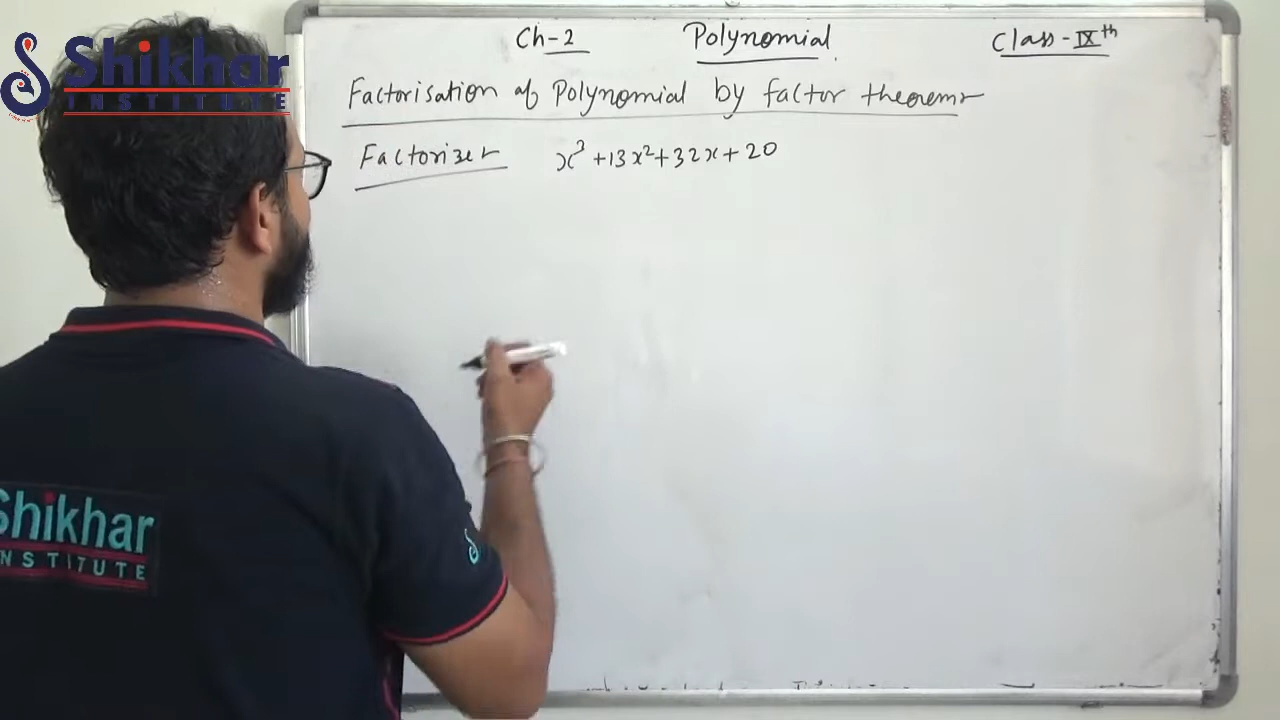 Shikhar
INSTITUTE
Ch-2 Polynomial Class-IXth
Factorisation of Polynomial by factor theorem
Factorise x³ + 13x² + 32x + 20
Shikhar
INSTITUTE